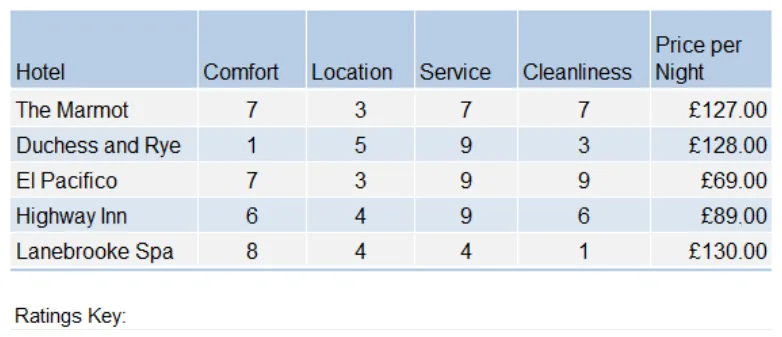 Hotel Comfort Location Service Cleanliness Price per Night
The Marmot 7 3 7 7 £127.00
Duchess and Rye 1 5 9 3 £128.00
El Pacifico 7 3 9 9 £69.00
Highway Inn 6 4 9 6 £89.00
Lanebrooke Spa 8 4 4 1 £130.00
Ratings Key: